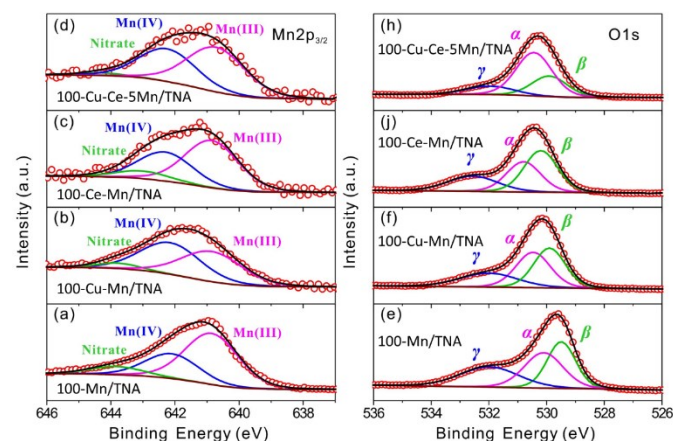 (d)
Mn(IV)
Mn(III)
Mn2p3/2
Nitrate
100-Cu-Ce-5Mn/TNA
(c)
Mn(IV)
Mn(III)
Nitrate
100-Ce-Mn/TNA
(b)
Mn(IV)
Nitrate
Mn(III)
100-Cu-Mn/TNA
(a)
Mn(IV)
Mn(III)
Nitrate
100-Mn/TNA
646 644 642 640 638
Binding Energy (eV)
Intensity (a.u.)
(h)
α
O1s
100-Cu-Ce-5Mn/TNA
β
γ
(j)
α
β
100-Ce-Mn/TNA
γ
(f)
β
100-Cu-Mn/TNA
α
γ
(e)
β
100-Mn/TNA
α
γ
536 534 532 530 528 526
Binding Energy (eV)
Intensity (a.u.)